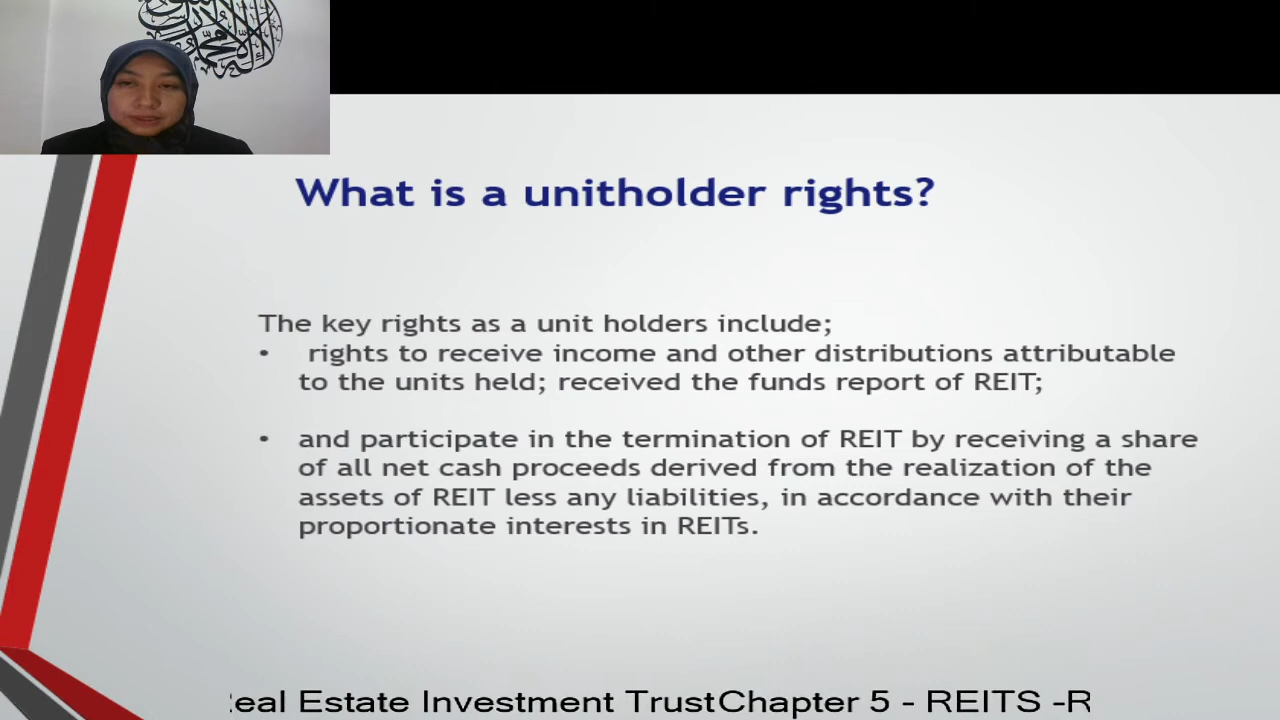 What is a unitholder rights?
The key rights as a unit holders include;
• rights to receive income and other distributions attributable
to the units held; received the funds report of REIT;
• and participate in the termination of REIT by receiving a share
of all net cash proceeds derived from the realization of the
assets of REIT less any liabilities, in accordance with their
proportionate interests in REITs.
Real Estate Investment TrustChapter 5 - REITS -R